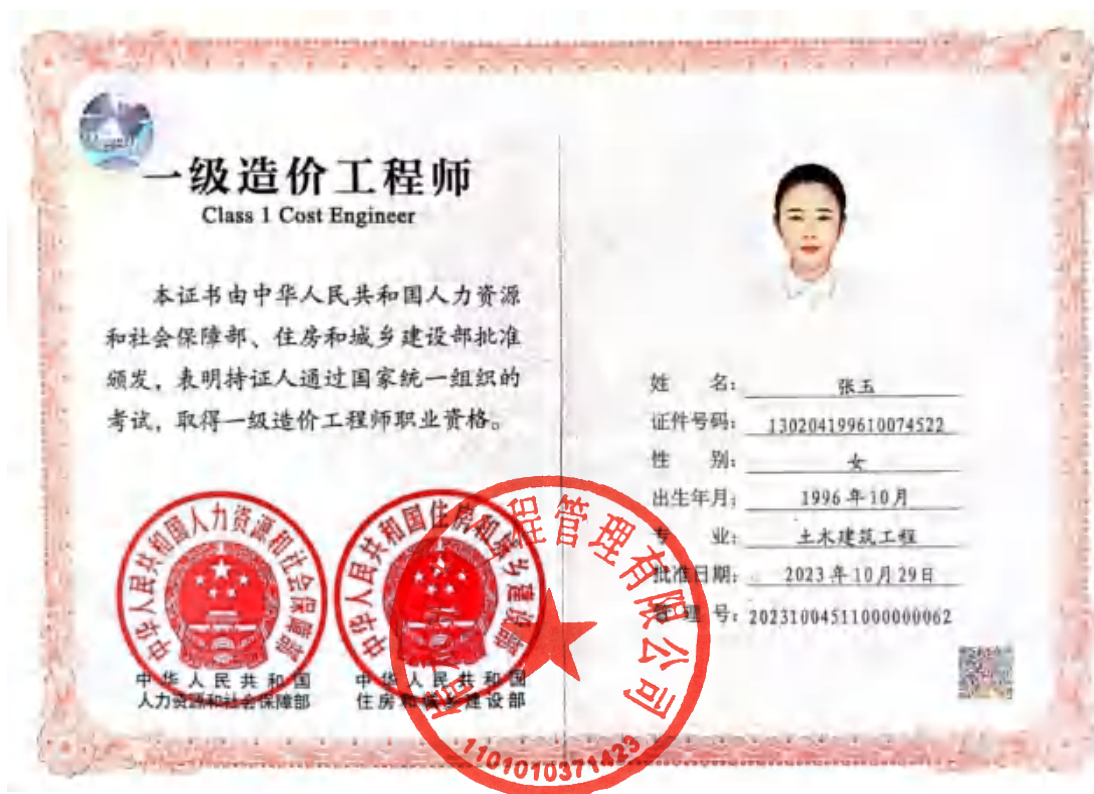 一级造价工程师
Class 1 Cost Engineer
本证书由中华人民共和国人力资源
和社会保障部、住房和城乡建设部批准
颁发,表明持证人通过国家统一组织的
考试,取得一级造价工程师职业资格。
中华人民共和国人力资源和社会保障部
中华人民共和国住房和城乡建设部
中华人民共和国
人力资源和社会保障部
中华人民共和国
住房和城乡建设部
姓 名: 张玉
证件号码: 130204199610074522
性 别: 女
出生年月: 1996年10月
专 业: 土木建筑工程
批准日期: 2023年10月29日
管 理 号: 20231004511000000062
程管理有限公司
1101010371423